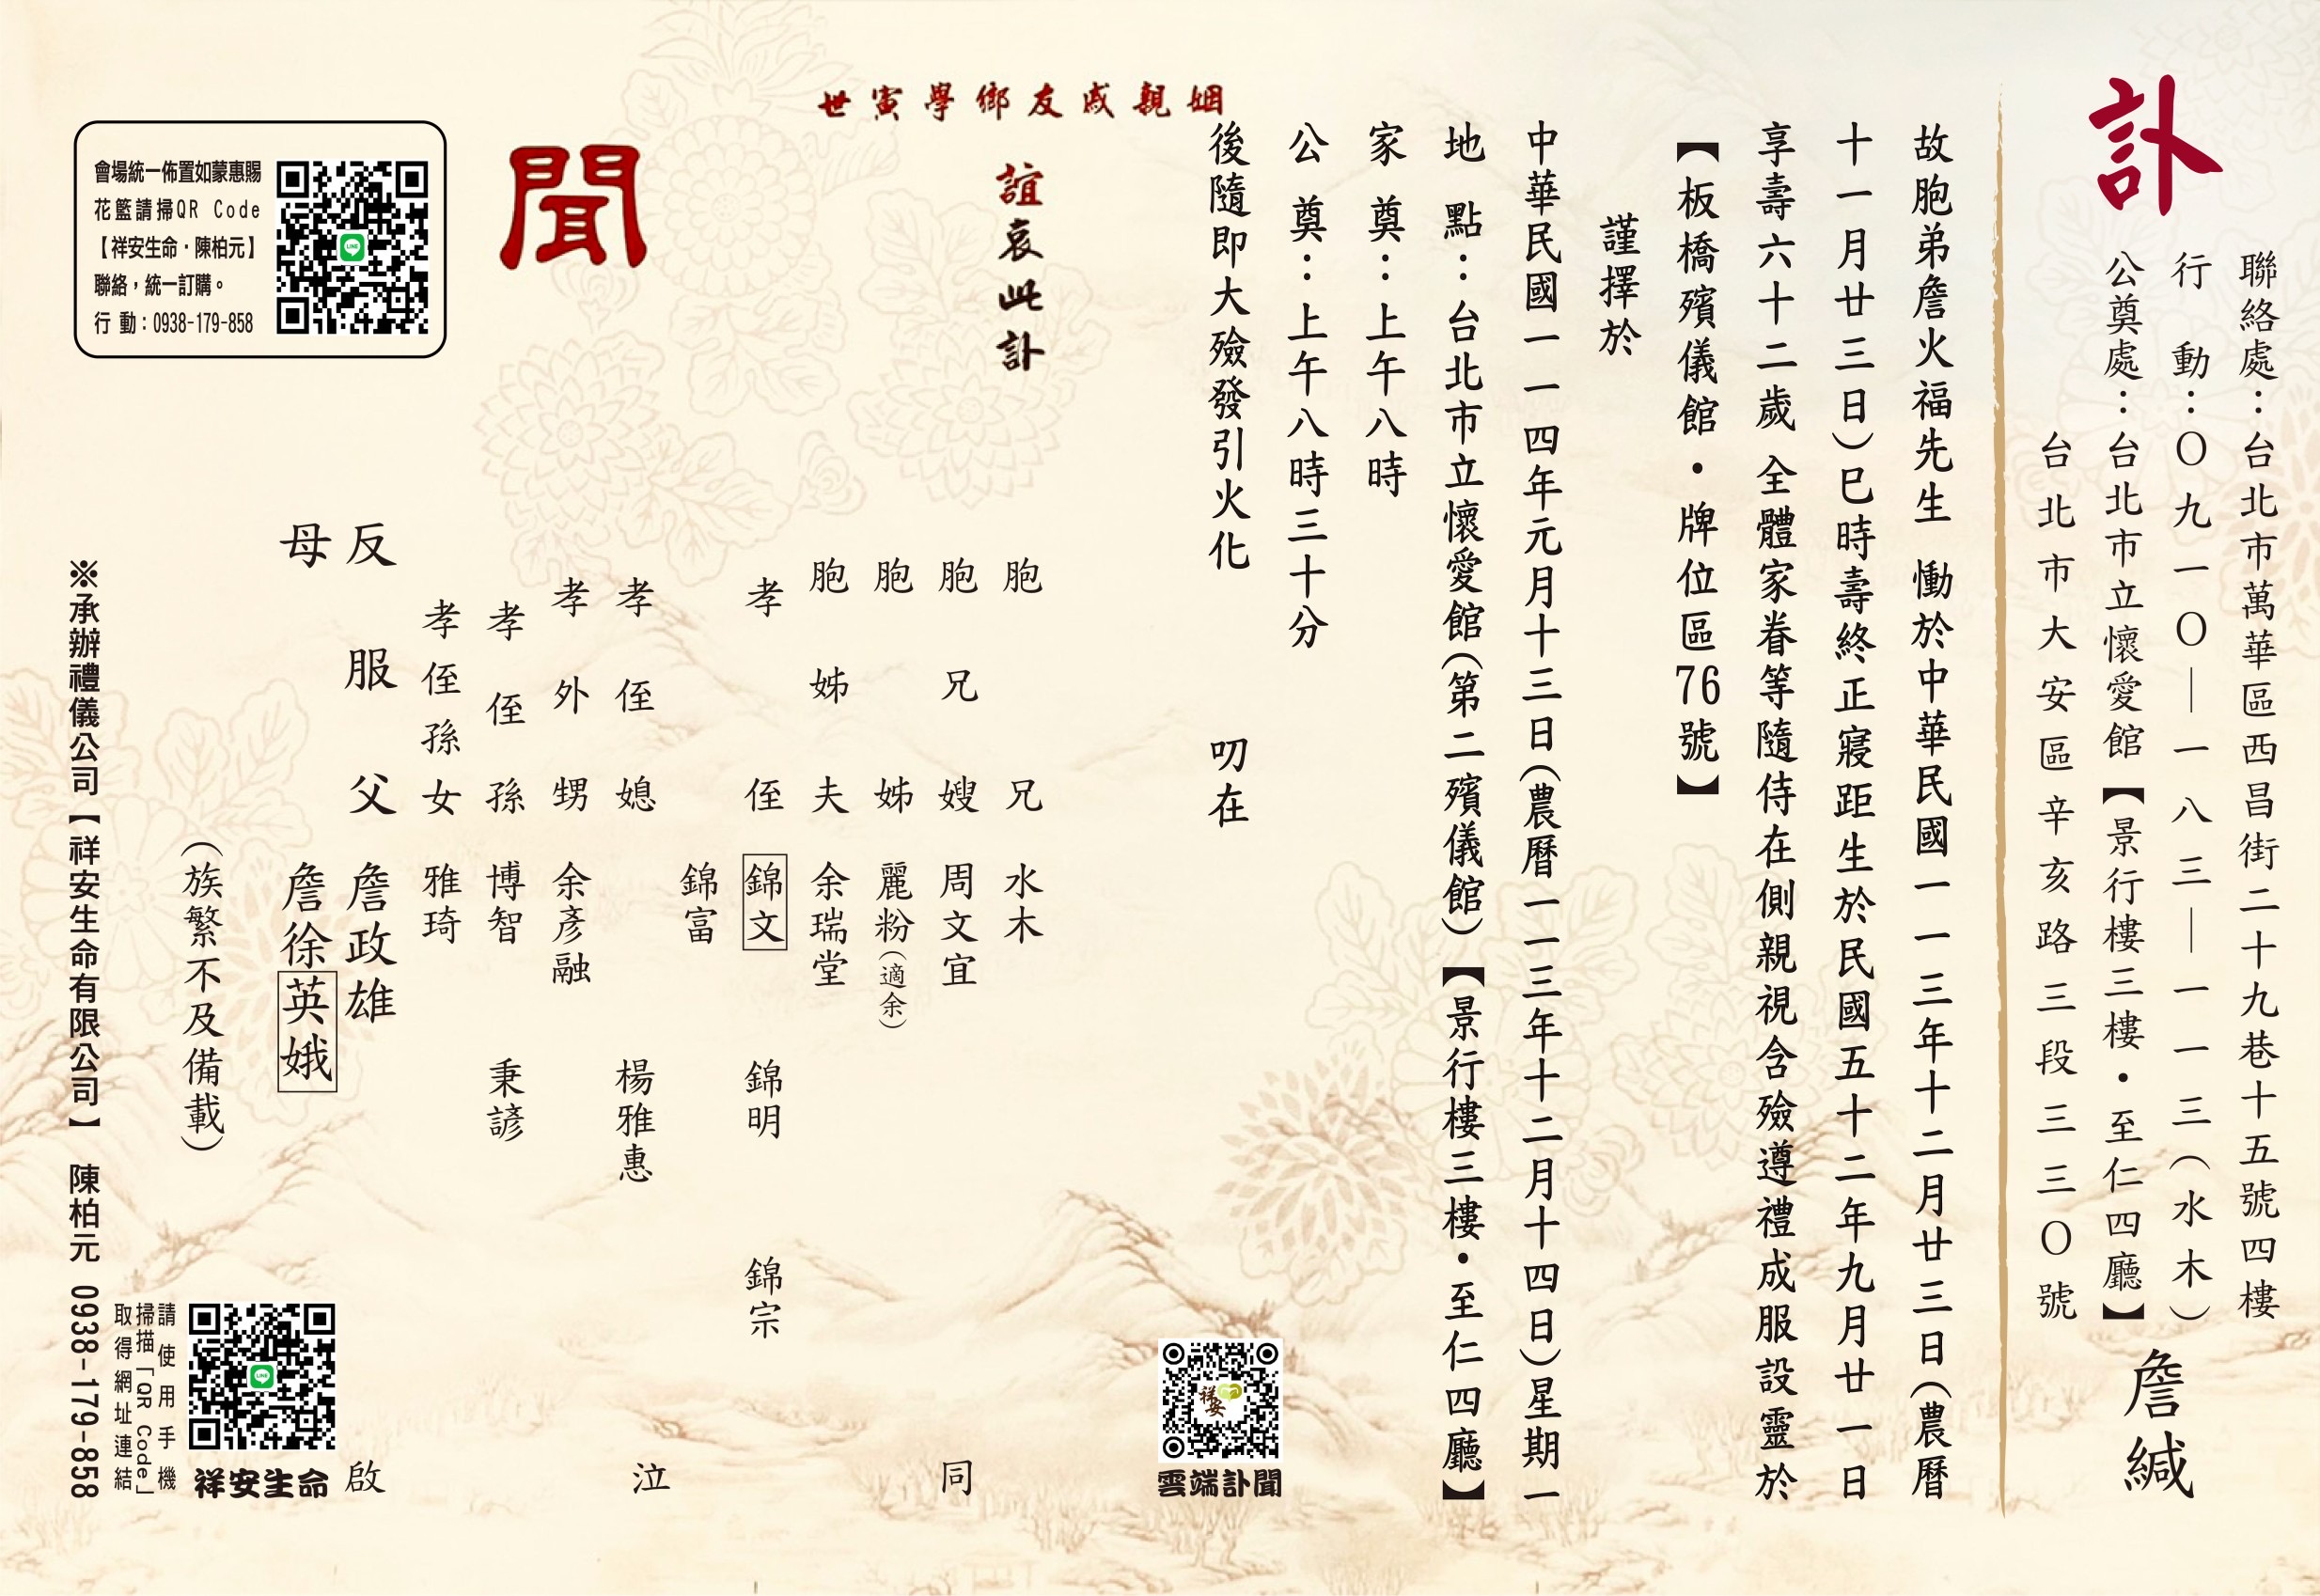 訃
聯絡處：台北市萬華區西昌街二十九巷十五號四樓
行動：〇九一〇—一八三—一一三（水木）
公奠處：台北市立懷愛館【景行樓三樓・至仁四廳】
台北市大安區辛亥路三段三三〇號
詹緘
故胞弟詹火福先生 慟於中華民國一一三年十二月廿三日(農曆
十一月廿三日)巳時壽終正寢距生於民國五十二年九月廿一日
享壽六十二歲 全體家眷等隨侍在側親視含殮遵禮成服設靈於
【板橋殯儀館・牌位區76號】
謹擇於
中華民國一一四年元月十三日(農曆一一三年十二月十四日)星期一
地 點：台北市立懷愛館(第二殯儀館)【景行樓三樓・至仁四廳】
家 奠：上午八時
公 奠：上午八時三十分
後隨即大殮發引火化 叨在
姻親戚友鄉學寅世
誼哀此訃
聞
胞兄 水木
胞兄嫂 周文宜
胞姊 麗粉(適余)
胞姊夫 余瑞堂
孝侄 錦文 錦明 錦宗
錦富
孝侄媳 楊雅惠
孝外甥 余彥融
孝侄孫 博智 秉諺
孝侄孫女 雅琦
反服父 詹政雄
母 詹徐英娥
同 泣 啟
(族繁不及備載)
雲端訃聞
祥安
會場統一佈置如蒙惠賜
花籃請掃QR Code
【祥安生命・陳柏元】
聯絡，統一訂購。
行 動：0938-179-858
LINE
請使用手機
掃描「QR Code」
取得網址連結
LINE
祥安生命
※承辦禮儀公司【祥安生命有限公司】 陳柏元 0938-179-858